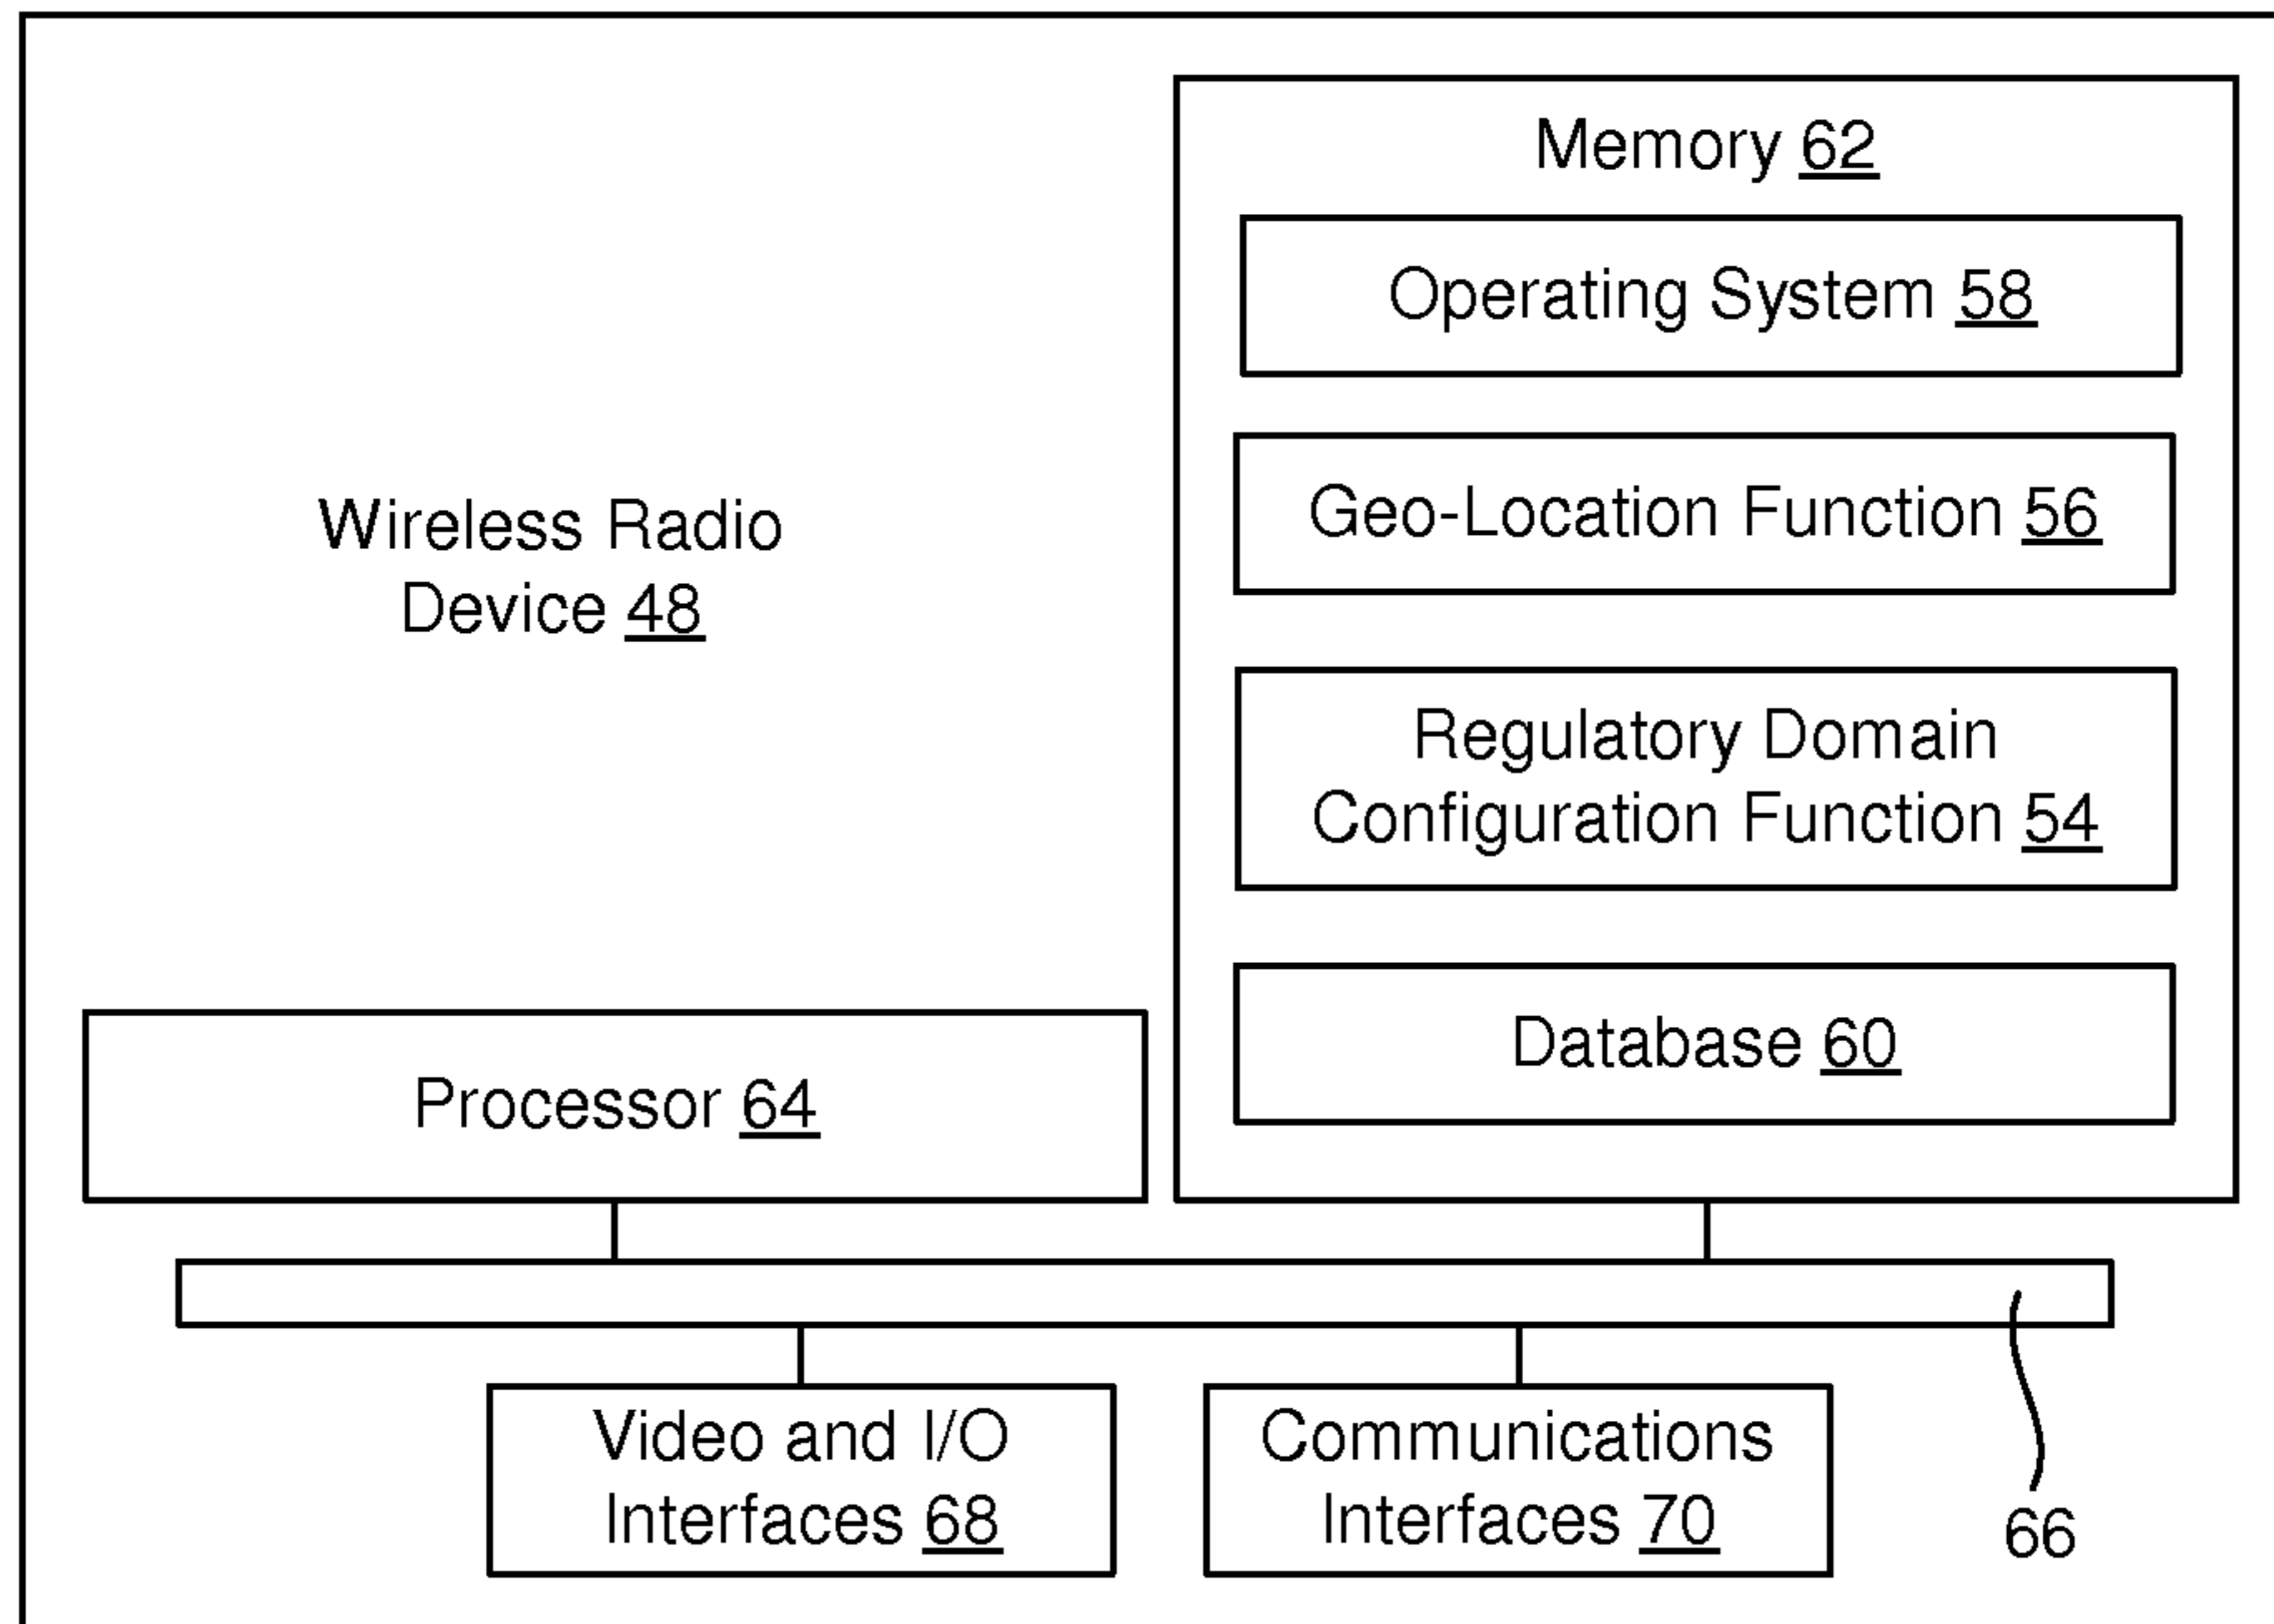 Wireless Radio
Device 48
Memory 62
Operating System 58
Geo-Location Function 56
Regulatory Domain
Configuration Function 54
Database 60
Processor 64
Video and I/O
Interfaces 68
Communications
Interfaces 70
66